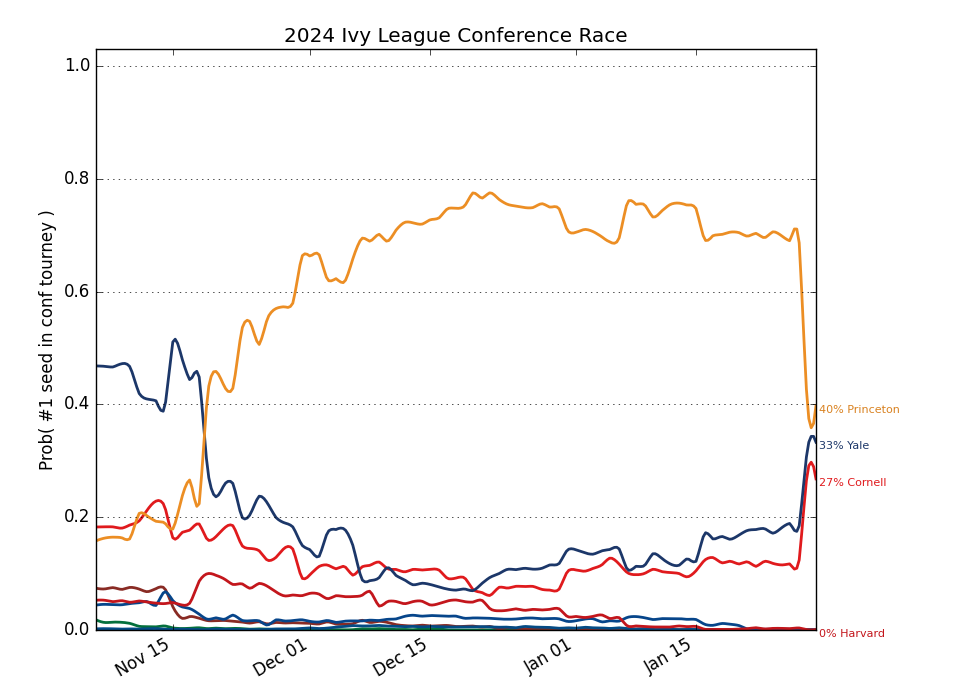 2024 Ivy League Conference Race
Prob( #1 seed in conf tourney )
1.0
0.8
0.6
0.4
0.2
0.0
40% Princeton
33% Yale
27% Cornell
0% Harvard
Nov 15
Dec 01
Dec 15
Jan 01
Jan 15